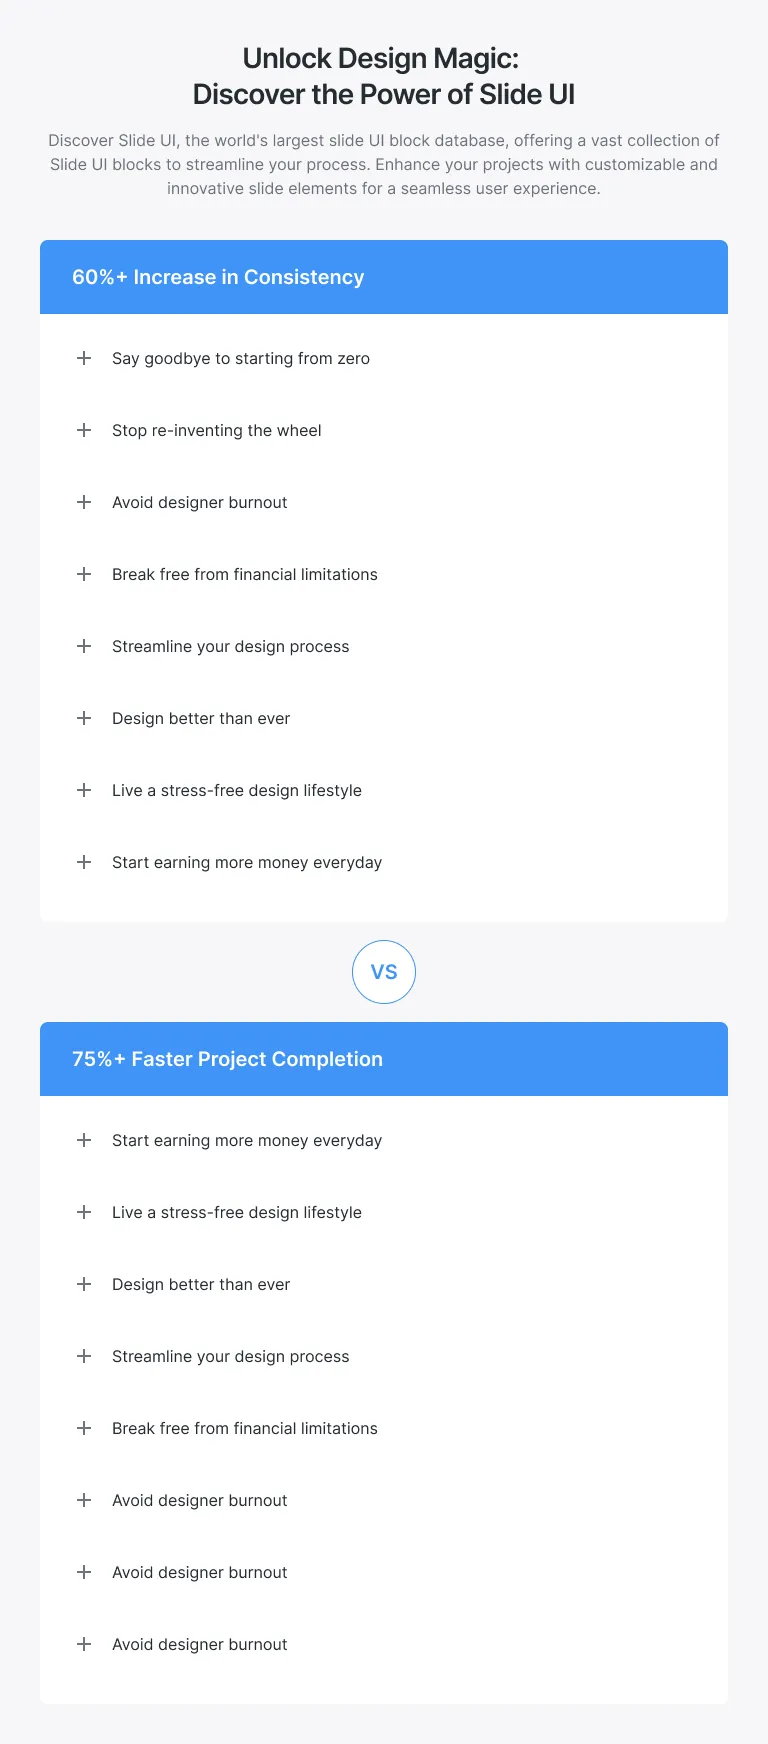 Unlock Design Magic:
Discover the Power of Slide UI
Discover Slide UI, the world's largest slide UI block database, offering a vast collection of
Slide UI blocks to streamline your process. Enhance your projects with customizable and
innovative slide elements for a seamless user experience.
60%+ Increase in Consistency
Say goodbye to starting from zero
Stop re-inventing the wheel
Avoid designer burnout
Break free from financial limitations
Streamline your design process
Design better than ever
Live a stress-free design lifestyle
Start earning more money everyday
VS
75%+ Faster Project Completion
Start earning more money everyday
Live a stress-free design lifestyle
Design better than ever
Streamline your design process
Break free from financial limitations
Avoid designer burnout
Avoid designer burnout
Avoid designer burnout